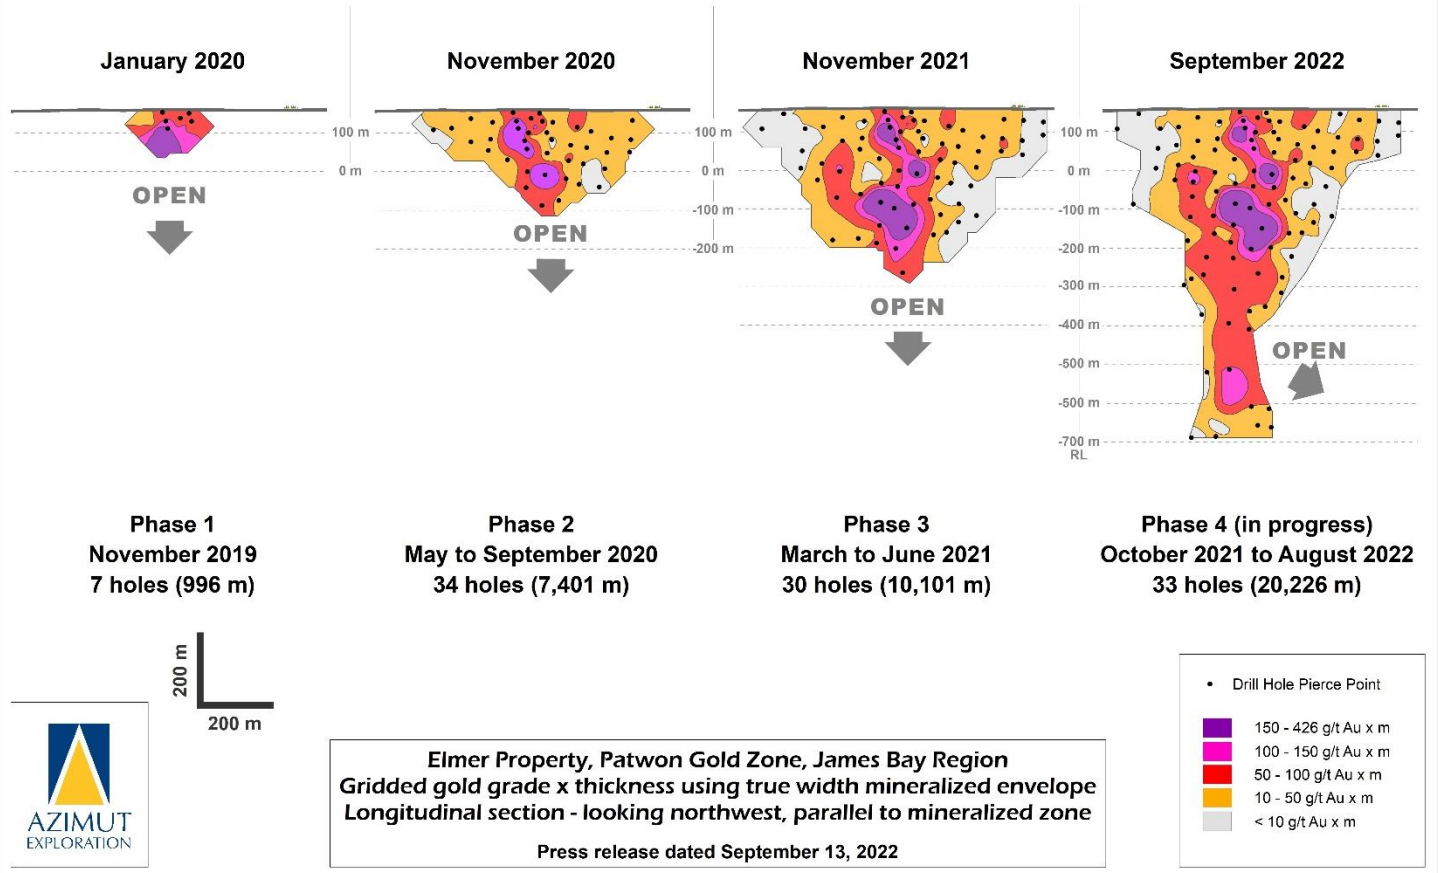 January 2020
November 2020
November 2021
September 2022
100 m
0 m
OPEN
100 m
0 m
-100 m
-200 m
OPEN
100 m
0 m
-100 m
-200 m
-300 m
-400 m
-500 m
-500 m
-700 m
RL
OPEN
OPEN
Phase 1
November 2019
7 holes (996 m)
Phase 2
May to September 2020
34 holes (7,401 m)
Phase 3
March to June 2021
30 holes (10,101 m)
Phase 4 (in progress)
October 2021 to August 2022
33 holes (20,226 m)
200 m
200 m
AZIMUT
EXPLORATION
Elmer Property, Patwon Gold Zone, James Bay Region
Gridded gold grade x thickness using true width mineralized envelope
Longitudinal section - looking northwest, parallel to mineralized zone
Press release dated September 13, 2022
Drill Hole Pierce Point
150 - 426 g/t Au x m
100 - 150 g/t Au x m
50 - 100 g/t Au x m
10 - 50 g/t Au x m
< 10 g/t Au x m